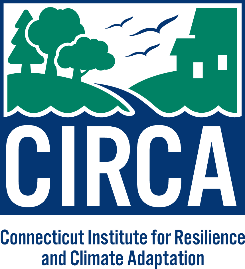 CIRCA
Connecticut Institute for Resilience
and Climate Adaptation